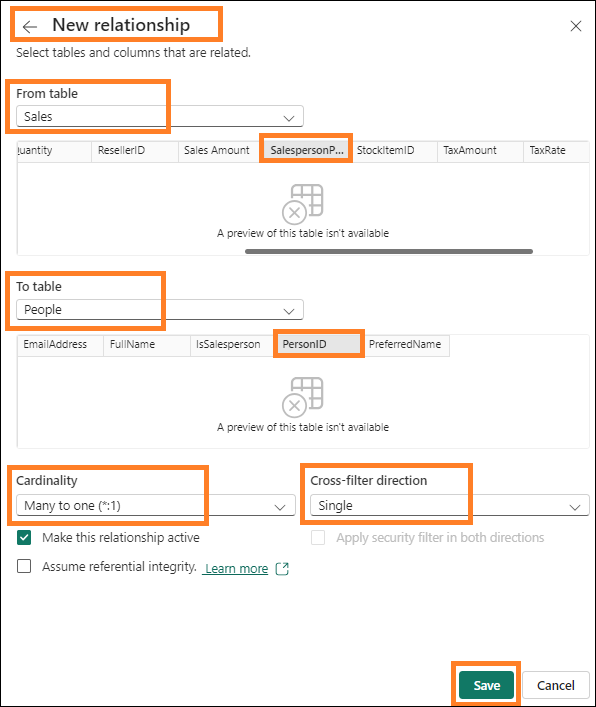 New relationship
Select tables and columns that are related.
From table
Sales
uantity ResellerID Sales Amount SalespersonP... StockItemID TaxAmount TaxRate
A preview of this table isn't available
To table
People
EmailAddress FullName IsSalesperson PersonID PreferredName
A preview of this table isn't available
Cardinality Cross-filter direction
Many to one (*:1) Single
Make this relationship active Apply security filter in both directions
Assume referential integrity. Learn more
Save Cancel